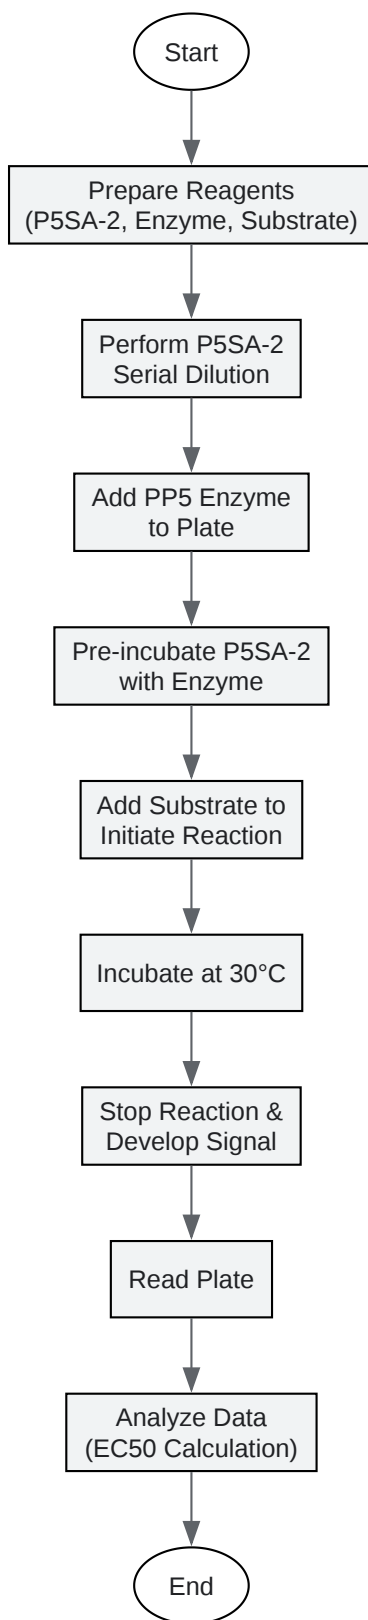 Start
Prepare Reagents
(P5SA-2, Enzyme, Substrate)
Perform P5SA-2
Serial Dilution
Add PP5 Enzyme
to Plate
Pre-incubate P5SA-2
with Enzyme
Add Substrate to
Initiate Reaction
Incubate at 30°C
Stop Reaction &
Develop Signal
Read Plate
Analyze Data
(EC50 Calculation)
End